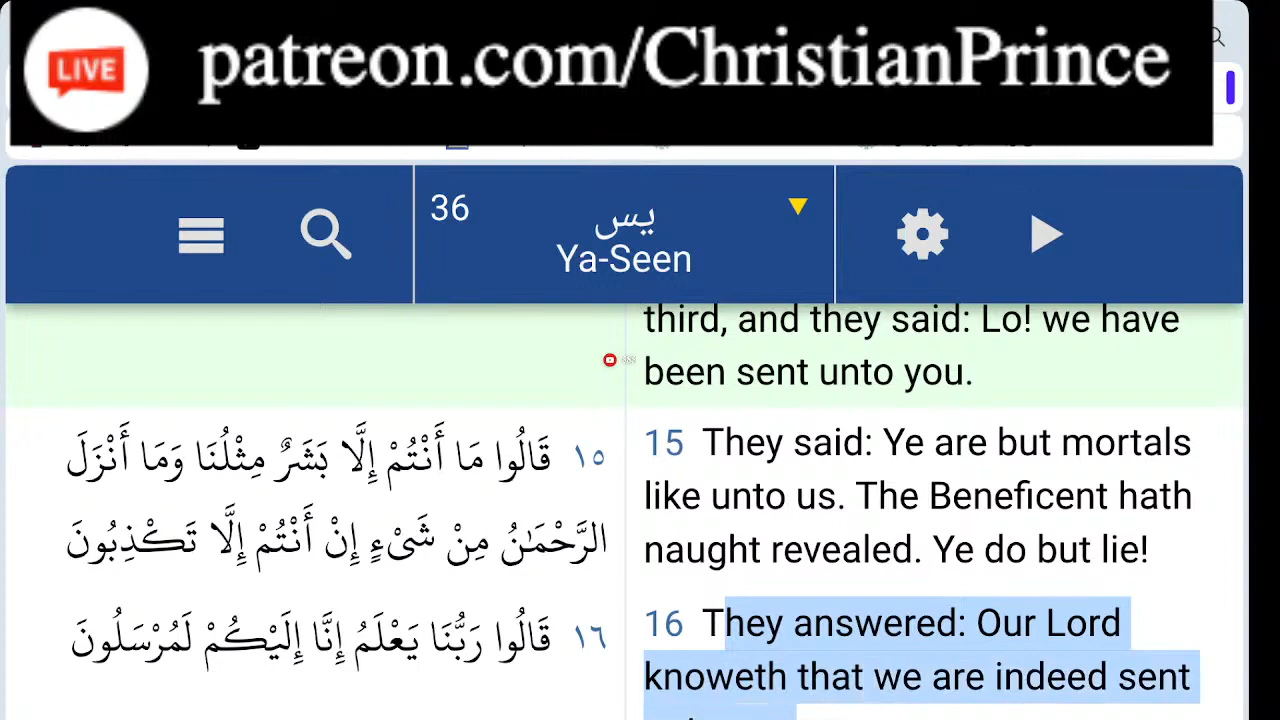 LIVE
patreon.com/ChristianPrince
36
يس
Ya-Seen
third, and they said: Lo! we have
been sent unto you.
١٥ قَالُوا مَا أَنْتُمْ إِلَّا بَشَرٌ مِثْلُنَا وَمَا أَنْزَلَ
الرَّحْمَٰنُ مِنْ شَىْءٍ إِنْ أَنْتُمْ إِلَّا تَكْذِبُونَ
15 They said: Ye are but mortals
like unto us. The Beneficent hath
naught revealed. Ye do but lie!
١٦ قَالُوا رَبُّنَا يَعْلَمُ إِنَّا إِلَيْكُمْ لَمُرْسَلُونَ
16 They answered: Our Lord
knoweth that we are indeed sent